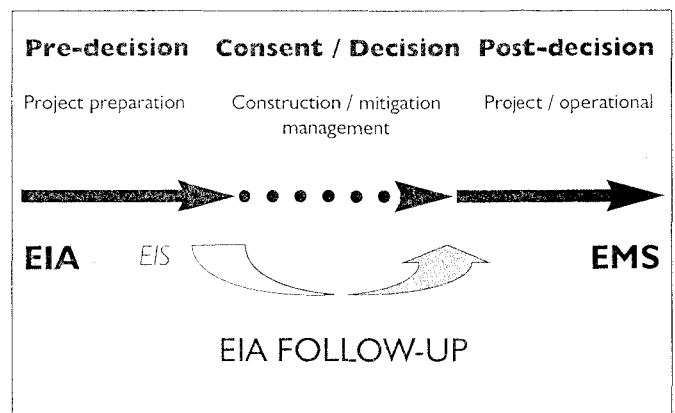 Pre-decision Consent / Decision Post-decision
Project preparation Construction / mitigation management Project / operational
EIA EIS EMS
EIA FOLLOW-UP